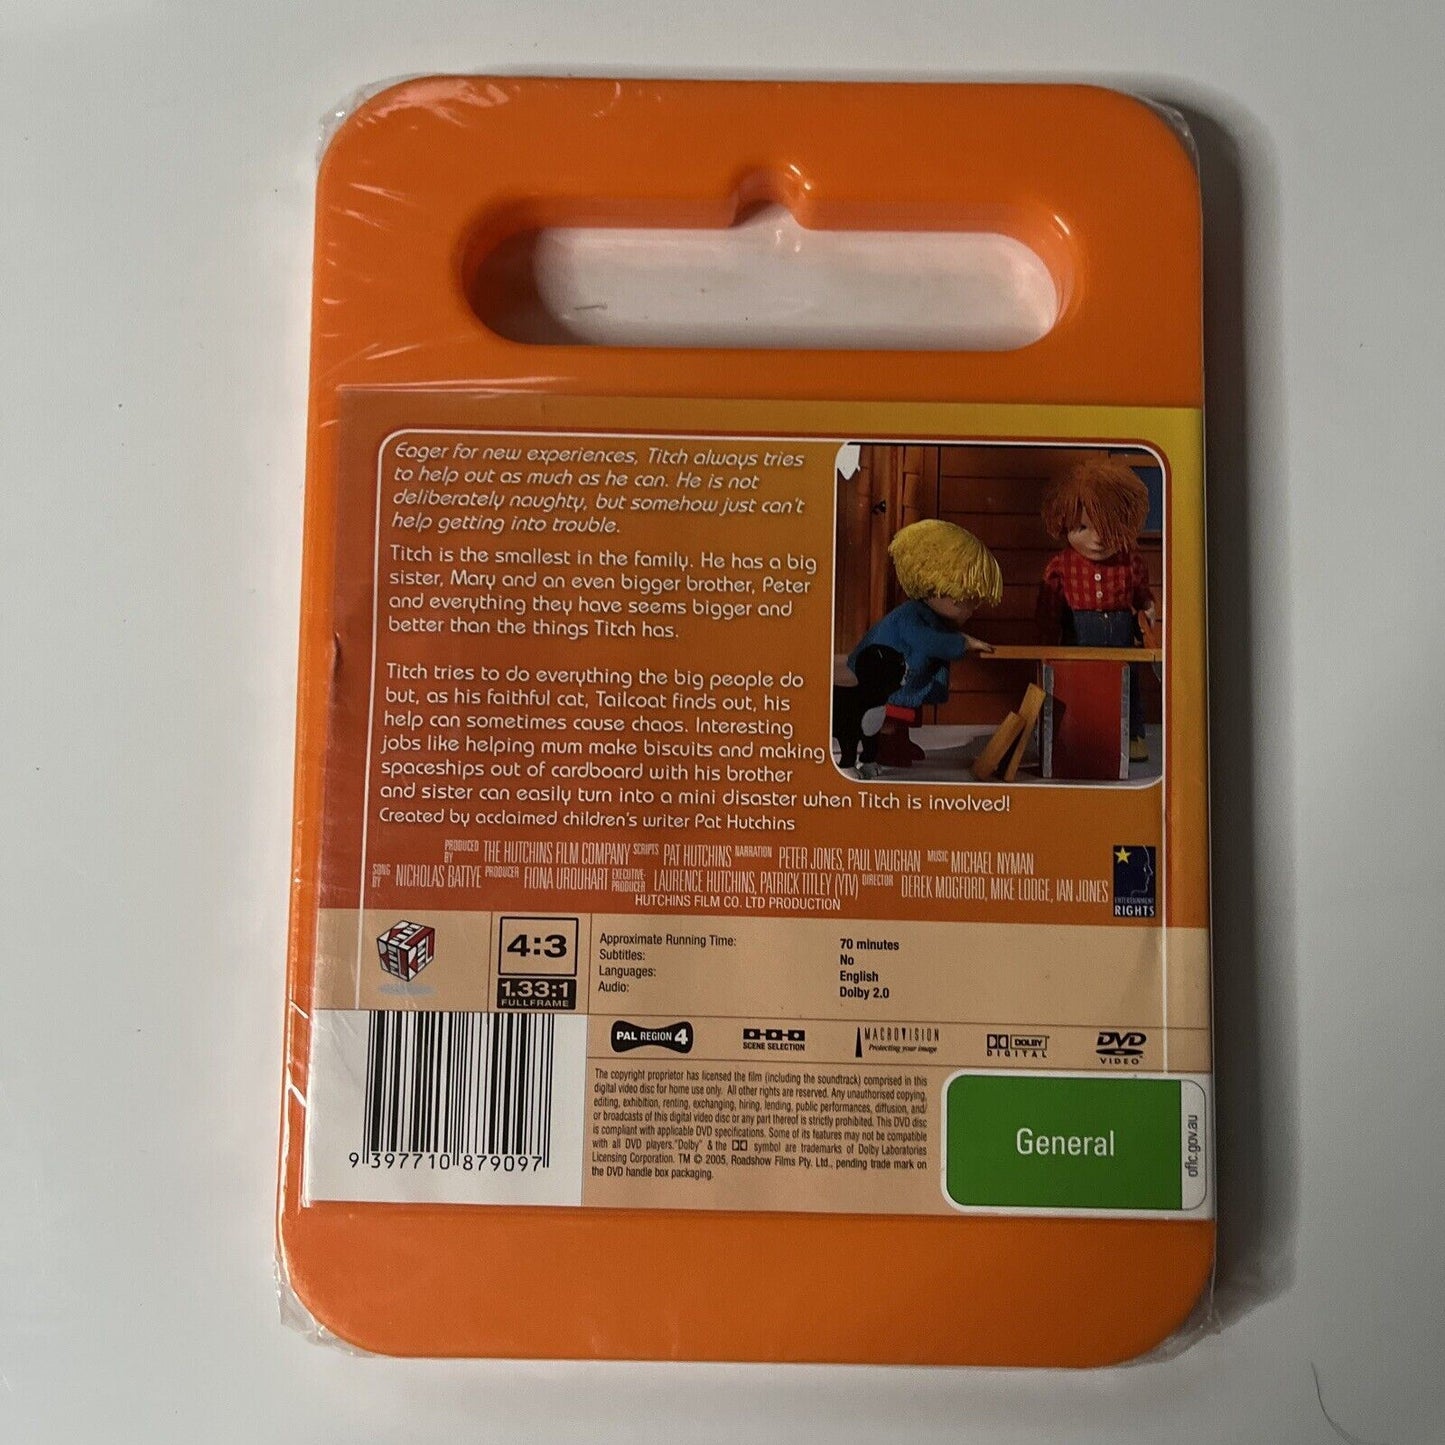 Eager for new experiences, Titch always tries
to help out as much as he can. He is not
deliberately naughty, but somehow just can't
help getting into trouble.
Titch is the smallest in the family. He has a big
sister, Mary and an even bigger brother, Peter
and everything they have seems bigger and
better than the things Titch has.
Titch tries to do everything the big people do
but, as his faithful cat, Tailcoat finds out, his
help can sometimes cause chaos. Interesting
jobs like helping mum make biscuits and making
spaceships out of cardboard with his brother
and sister can easily turn into a mini disaster when Titch is involved!
Created by acclaimed children's writer Pat Hutchins
PRODUCED BY THE HUTCHINS FILM COMPANY SCRIPTS PAT HUTCHINS NARRATION PETER JONES, PAUL VAUGHAN MUSIC MICHAEL NYMAN
SONG BY NICHOLAS BATTYE PRODUCER FIONA URQUHART EXECUTIVE PRODUCER LAURENCE HUTCHINS, PATRICK TITLEY (YTV) DIRECTOR DEREK MOGFORD, MIKE LODGE, IAN JONES
HUTCHINS FILM CO. LTD PRODUCTION
ENTERTAINMENT
RIGHTS
4:3
1.33:1
FULLFRAME
Approximate Running Time: 70 minutes
Subtitles: No
Languages: English
Audio: Dolby 2.0
PAL REGION 4
SCENE SELECTION
MACROVISION
Protecting your image
DOLBY
DIGITAL
DVD
VIDEO
The copyright proprietor has licensed the film (including the soundtrack) comprised in this
digital video disc for home use only. All other rights are reserved. Any unauthorised copying,
editing, exhibition, renting, exchanging, hiring, lending, public performances, diffusion, and/
or broadcasts of this digital video disc or any part thereof is strictly prohibited. This DVD disc
is compliant with applicable DVD specifications. Some of its features may not be compatible
with all DVD players. "Dolby" & the symbol are trademarks of Dolby Laboratories
Licensing Corporation. TM © 2005, Roadshow Films Pty. Ltd., pending trade mark on
the DVD handle box packaging.
General
oflc.gov.au
9 397710 879097